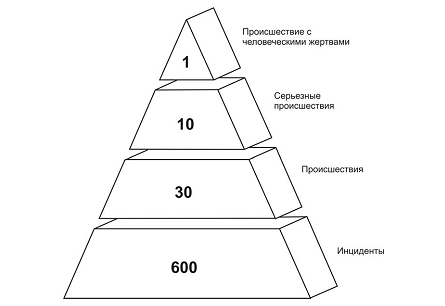 Происшествие с
человеческими жертвами
1
Серьезные
происшествия
10
Происшествия
30
Инциденты
600